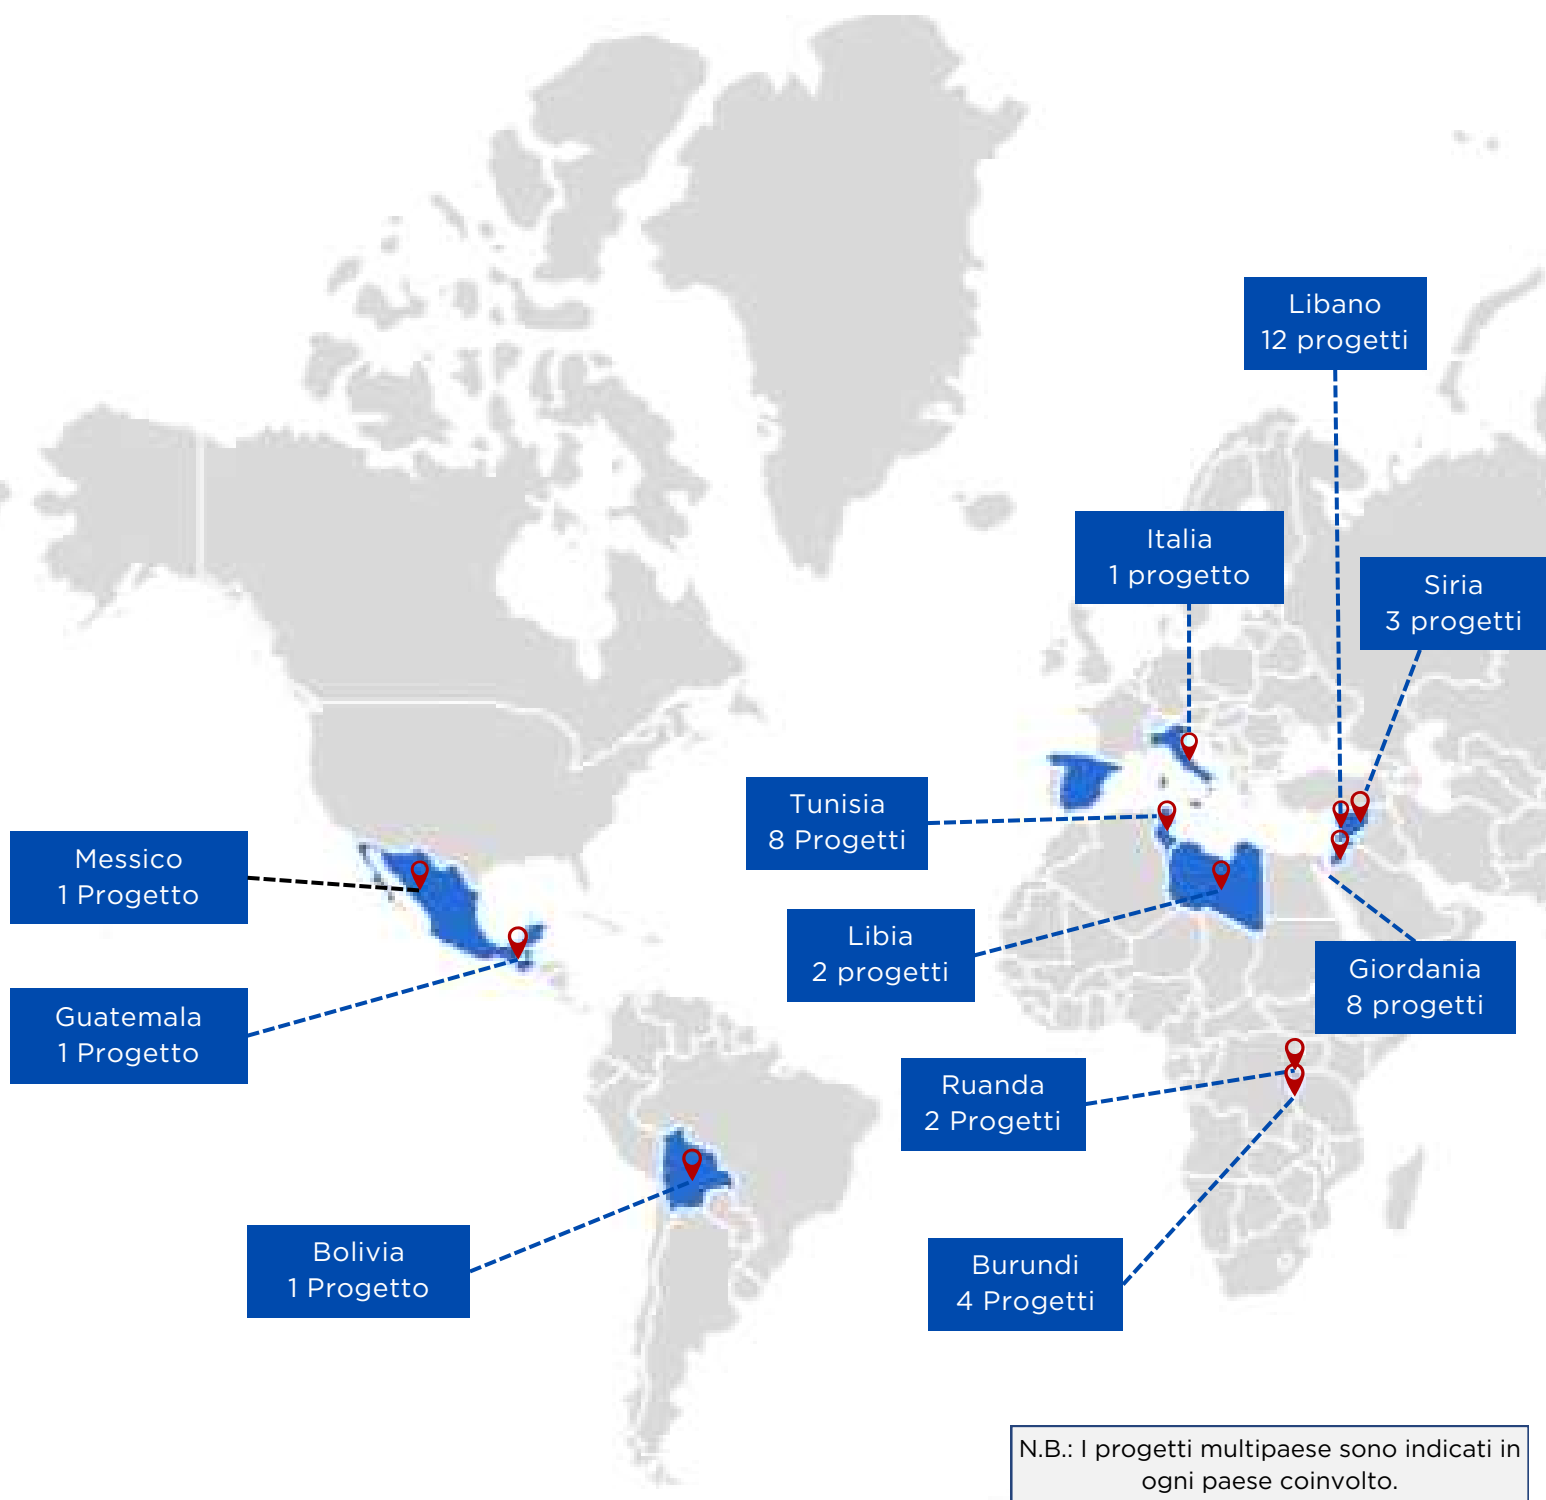 Libano
12 progetti
Italia
1 progetto
Siria
3 progetti
Tunisia
8 Progetti
Messico
1 Progetto
Libia
2 progetti
Giordania
8 progetti
Guatemala
1 Progetto
Ruanda
2 Progetti
Bolivia
1 Progetto
Burundi
4 Progetti
N.B.: I progetti multipaese sono indicati in
ogni paese coinvolto.